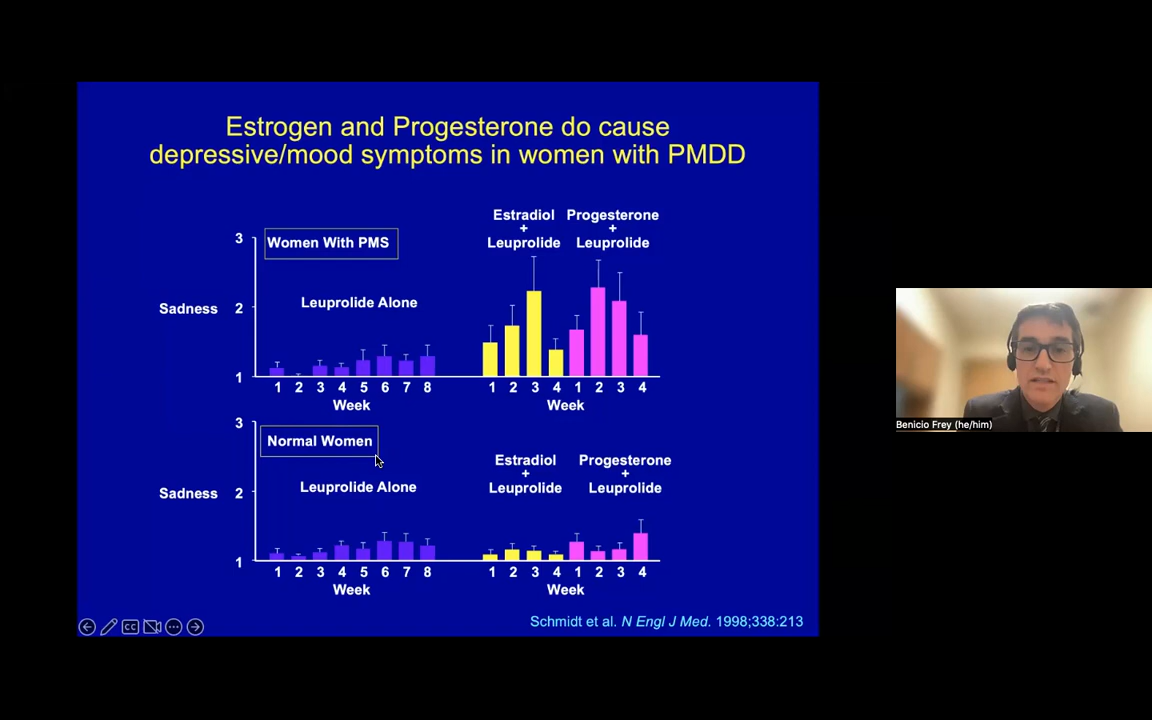 Estrogen and Progesterone do cause
depressive/mood symptoms in women with PMDD
Estradiol Progesterone
+ +
Leuprolide Leuprolide
3
Women With PMS
Leuprolide Alone
Sadness
2
1
1 2 3 4 5 6 7 8
1 2 3 4 1 2 3 4
Week
Week
3
Normal Women
Estradiol Progesterone
+ +
Leuprolide Leuprolide
Leuprolide Alone
Sadness
2
1
1 2 3 4 5 6 7 8
1 2 3 4 1 2 3 4
Week
Week
Schmidt et al. N Engl J Med. 1998;338:213
CC
Benicio Frey (he/him)